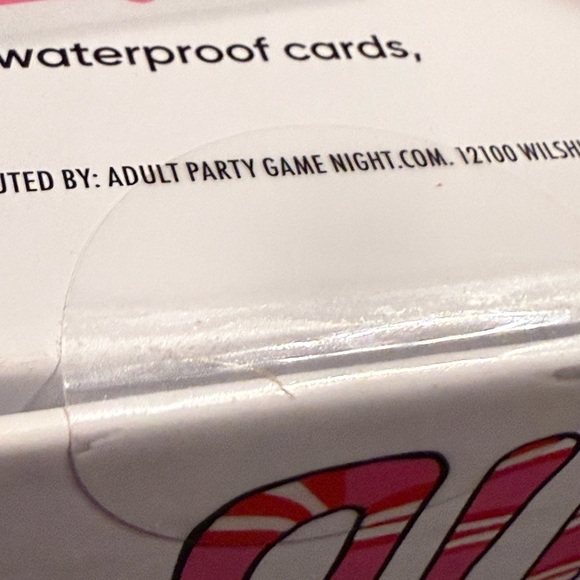 waterproof cards,
UTED BY: ADULT PARTY GAME NIGHT.COM. 12100 WILSH